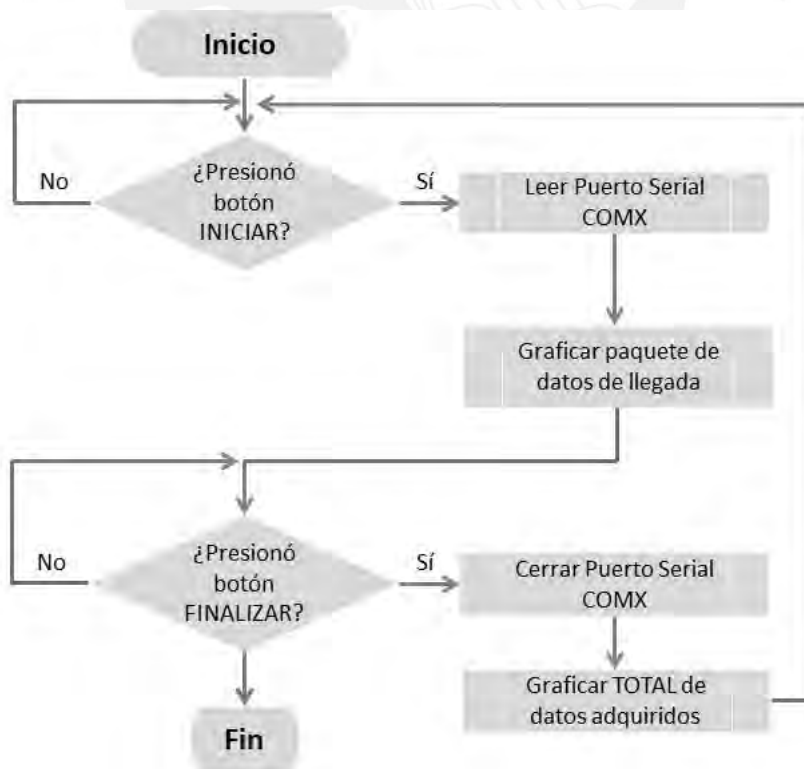 Inicio
¿Presionó
botón
INICIAR?
No
Sí
Leer Puerto Serial
COMX
Graficar paquete de
datos de llegada
¿Presionó
botón
FINALIZAR?
No
Sí
Cerrar Puerto Serial
COMX
Graficar TOTAL de
datos adquiridos
Fin